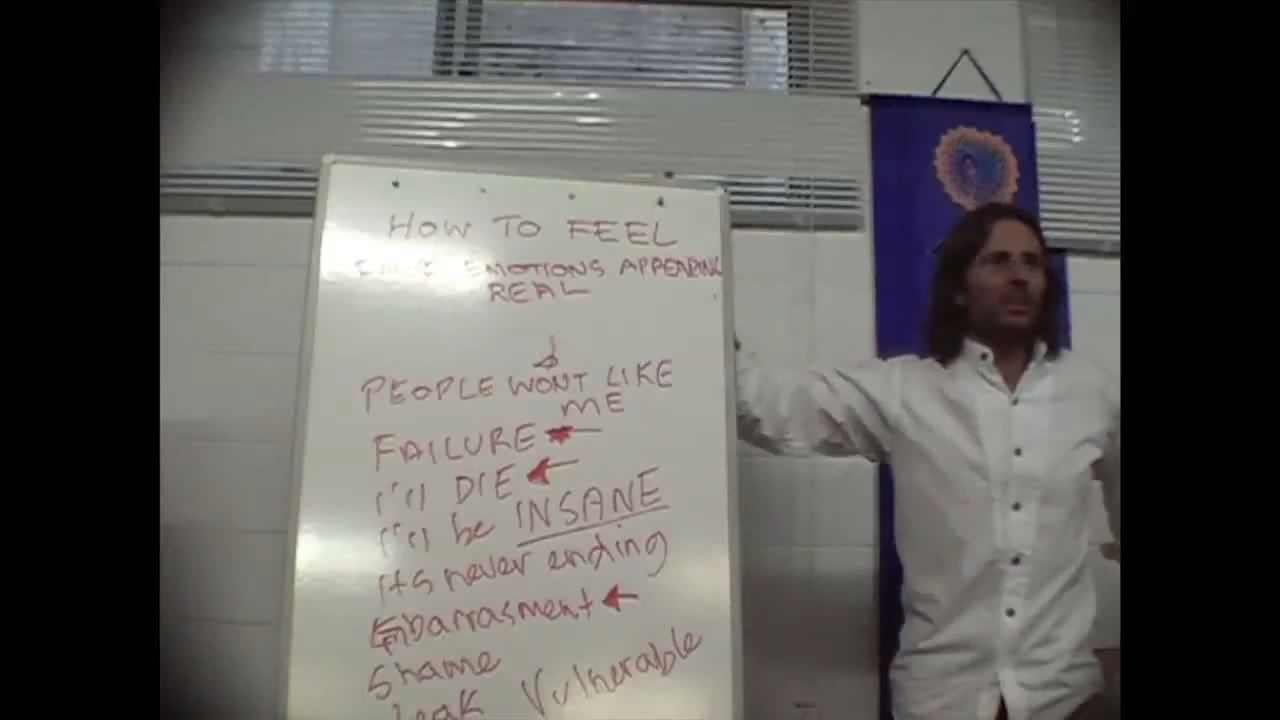 HOW TO FEEL
EMOTIONS APPEARING
REAL
PEOPLE WONT LIKE
ME
FAILURE
I'll DIE
I'll be INSANE
its never ending
Embarrasment
Shame
Vulnerable